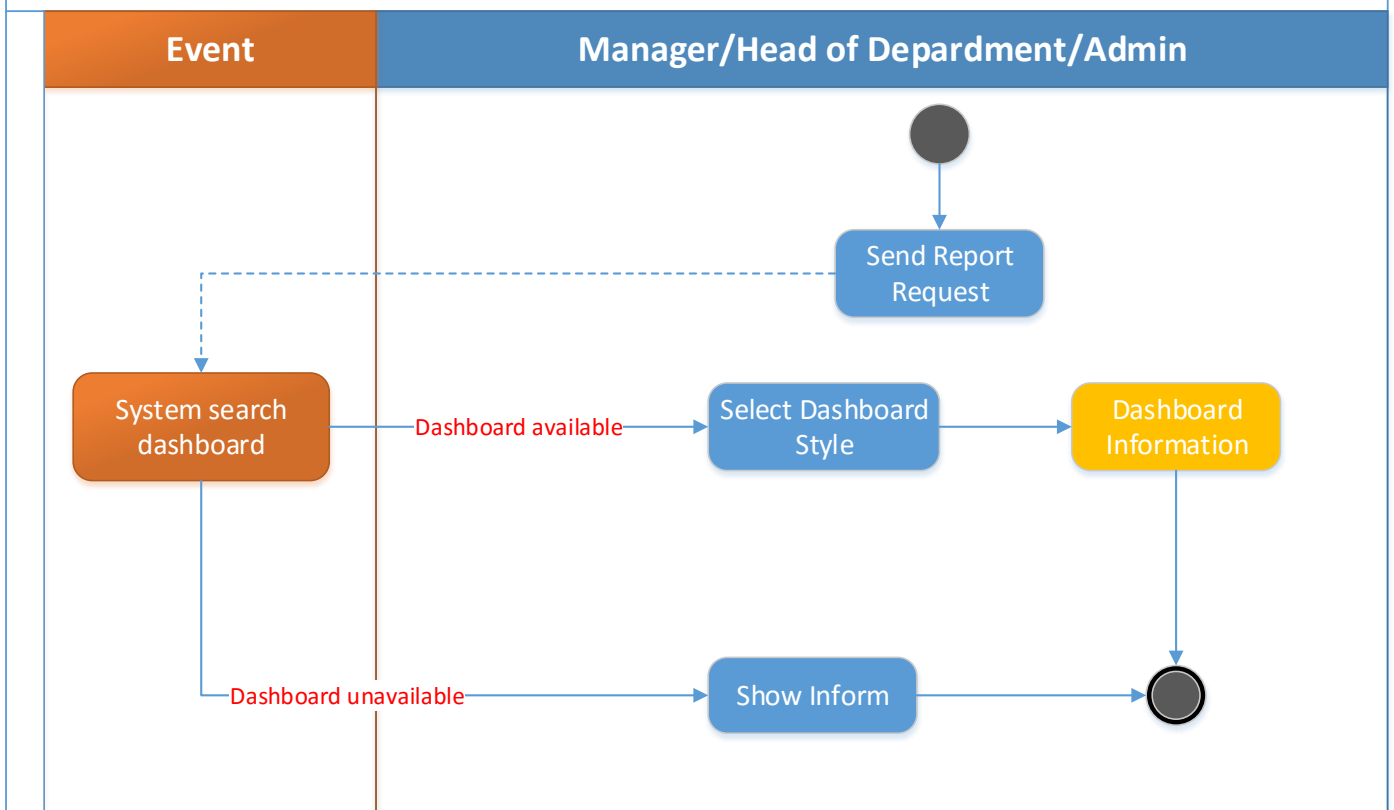 Event
Manager/Head of Depardment/Admin
Send Report
Request
System search
dashboard
Dashboard available
Select Dashboard
Style
Dashboard
Information
Dashboard unavailable
Show Inform